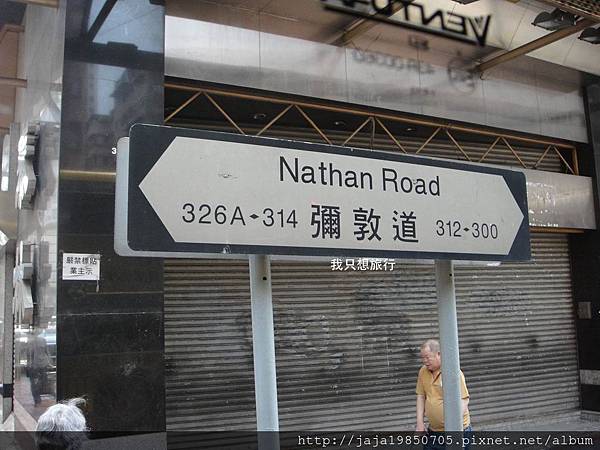 VENTU
Nathan Road
326A 314 彌敦道 312 300
嚴禁標貼
業主示
我只想旅行
http://jaja19850705.pixnet.net/album